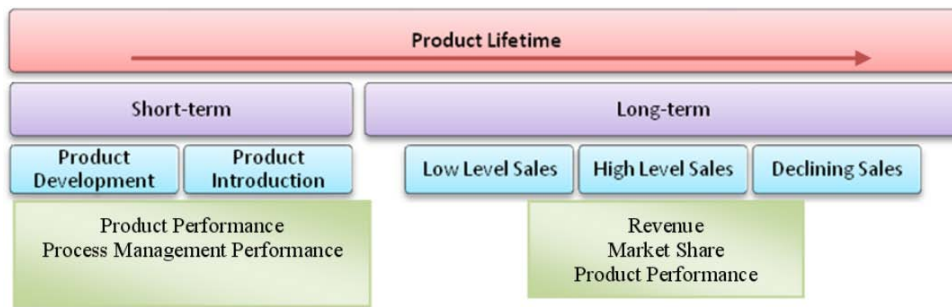 Product Lifetime
Short-term
Long-term
Product
Development
Product
Introduction
Low Level Sales
High Level Sales
Declining Sales
Product Performance
Process Management Performance
Revenue
Market Share
Product Performance